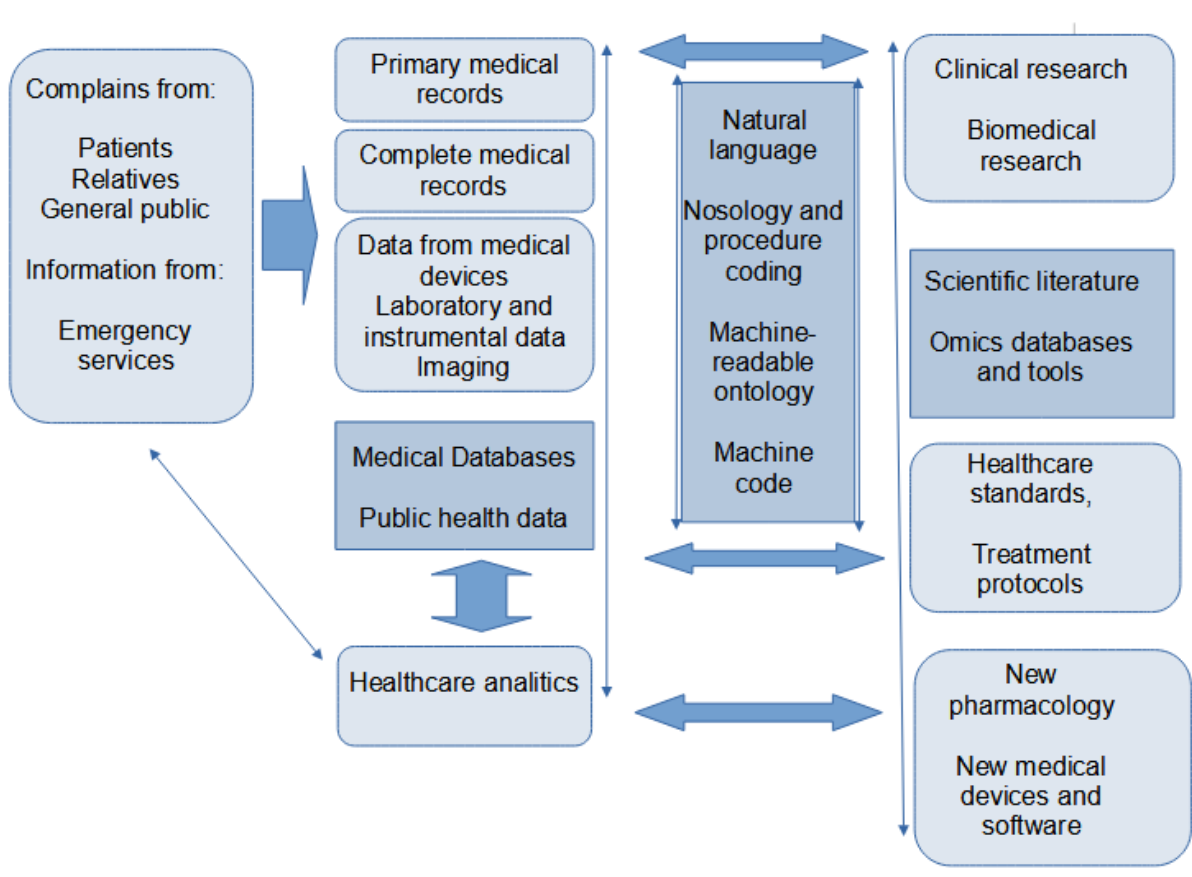 Complains from:
Patients
Relatives
General public
Information from:
Emergency
services
Primary medical
records
Complete medical
records
Data from medical
devices
Laboratory and
instrumental data
Imaging
Medical Databases
Public health data
Healthcare analitics
Natural
language
Nosology and
procedure
coding
Machine-
readable
ontology
Machine
code
Clinical research
Biomedical
research
Scientific literature
Omics databases
and tools
Healthcare
standards,
Treatment
protocols
New
pharmacology
New medical
devices and
software